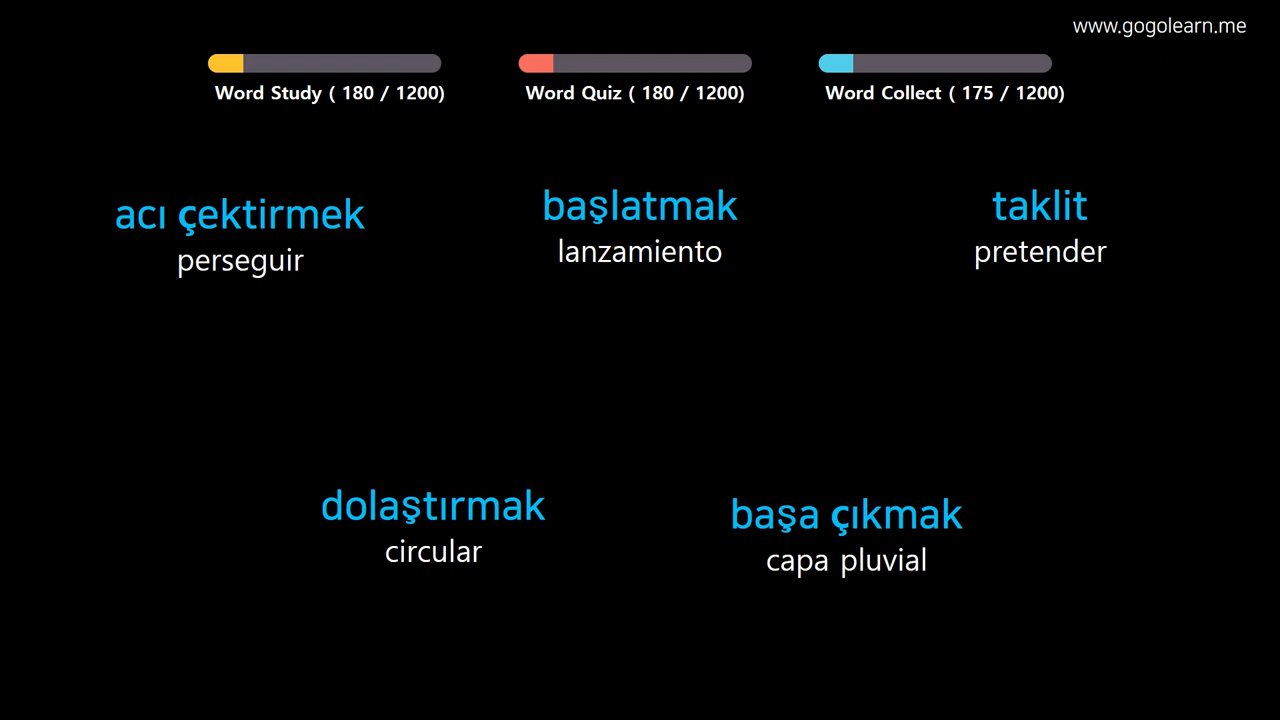 www.gogolearn.me
Word Study ( 180 / 1200)
Word Quiz ( 180 / 1200)
Word Collect ( 175 / 1200)
acı çektirmek
perseguir
başlatmak
lanzamiento
taklit
pretender
dolaştırmak
circular
başa çıkmak
capa pluvial